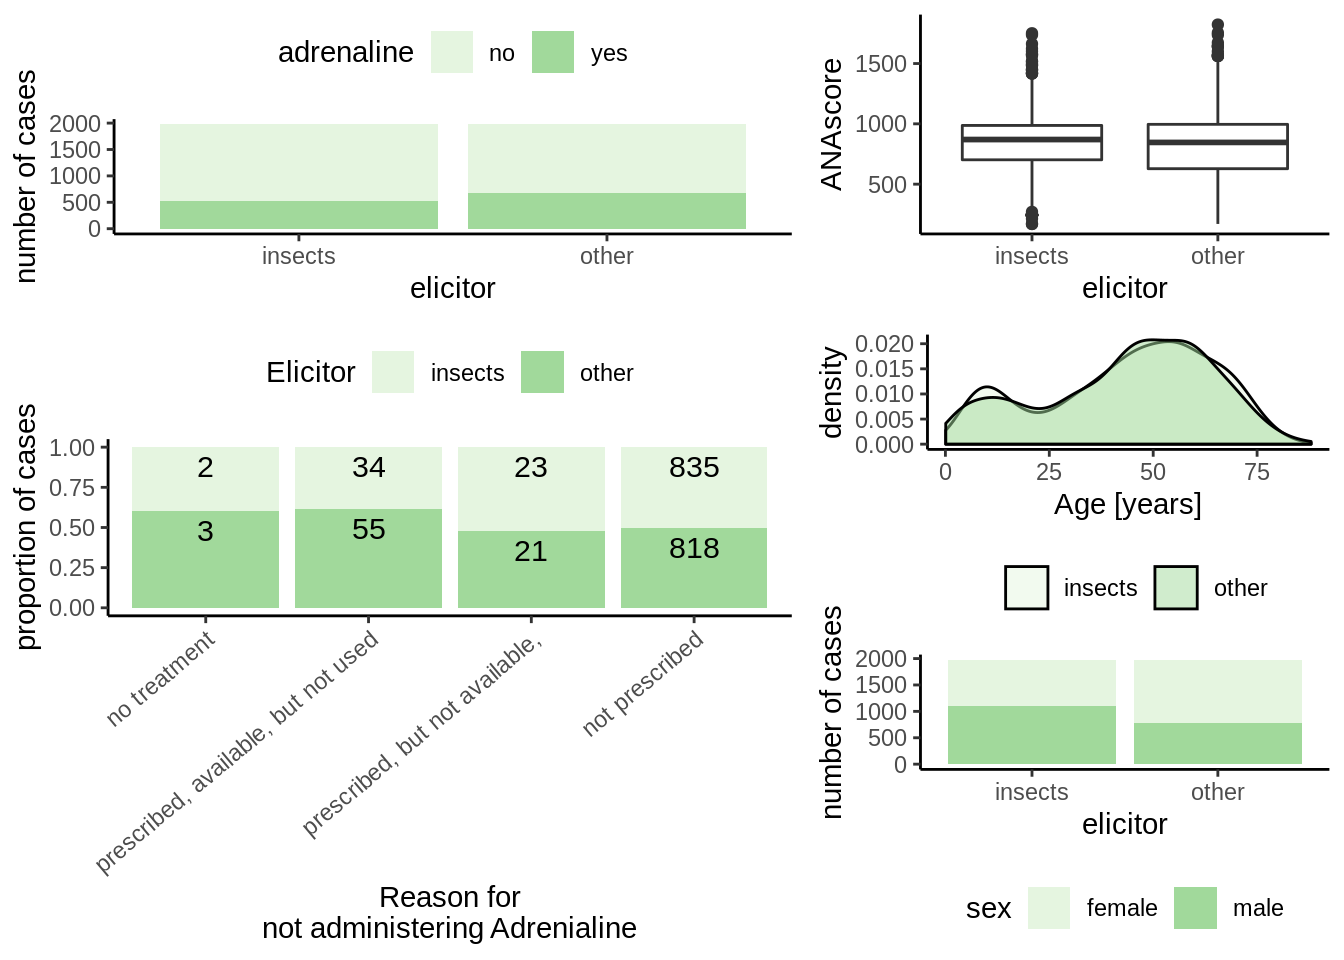 adrenaline no yes
number of cases
2000
1500
1000
500
0
insects other
elicitor
ANAscore
1500
1000
500
insects other
elicitor
Elicitor insects other
proportion of cases
1.00
0.75
0.50
0.25
0.00
2 34 23 835
3 55 21 818
no treatment
prescribed, available, but not used
prescribed, but not available,
not prescribed
Reason for
not administering Adrenialine
density
0.020
0.015
0.010
0.005
0.000
0 25 50 75
Age [years]
insects other
number of cases
2000
1500
1000
500
0
insects other
elicitor
sex female male